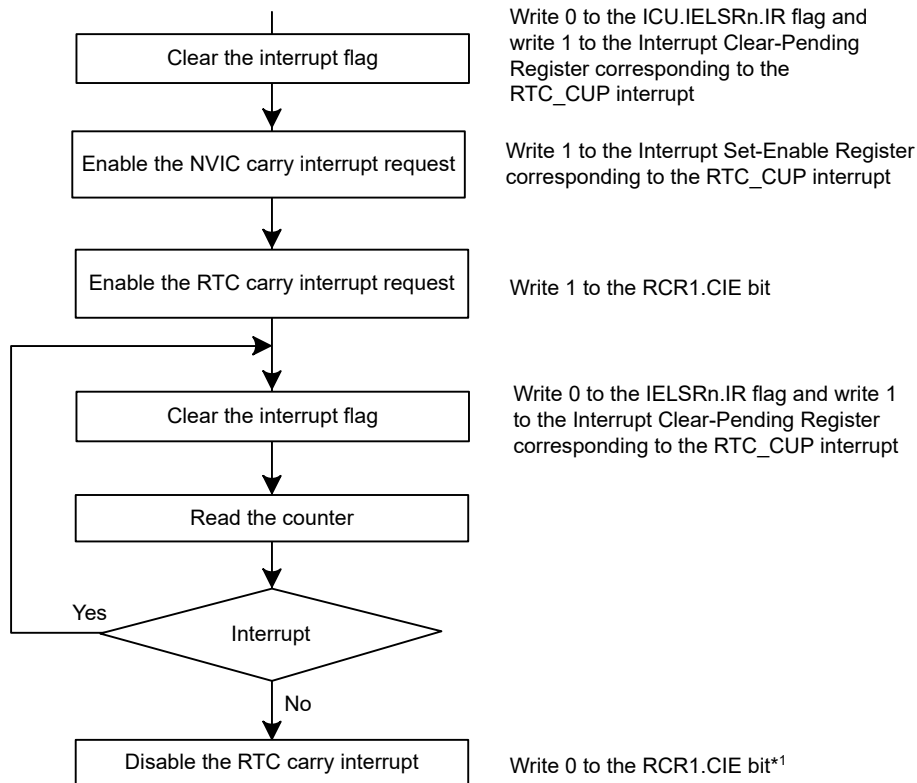 Write 0 to the ICU.IELSRn.IR flag and
write 1 to the Interrupt Clear-Pending
Register corresponding to the
RTC_CUP interrupt
Clear the interrupt flag
Enable the NVIC carry interrupt request
Write 1 to the Interrupt Set-Enable Register
corresponding to the RTC_CUP interrupt
Enable the RTC carry interrupt request
Write 1 to the RCR1.CIE bit
Clear the interrupt flag
Write 0 to the IELSRn.IR flag and write 1
to the Interrupt Clear-Pending Register
corresponding to the RTC_CUP interrupt
Read the counter
Yes
Interrupt
No
Disable the RTC carry interrupt
Write 0 to the RCR1.CIE bit*1